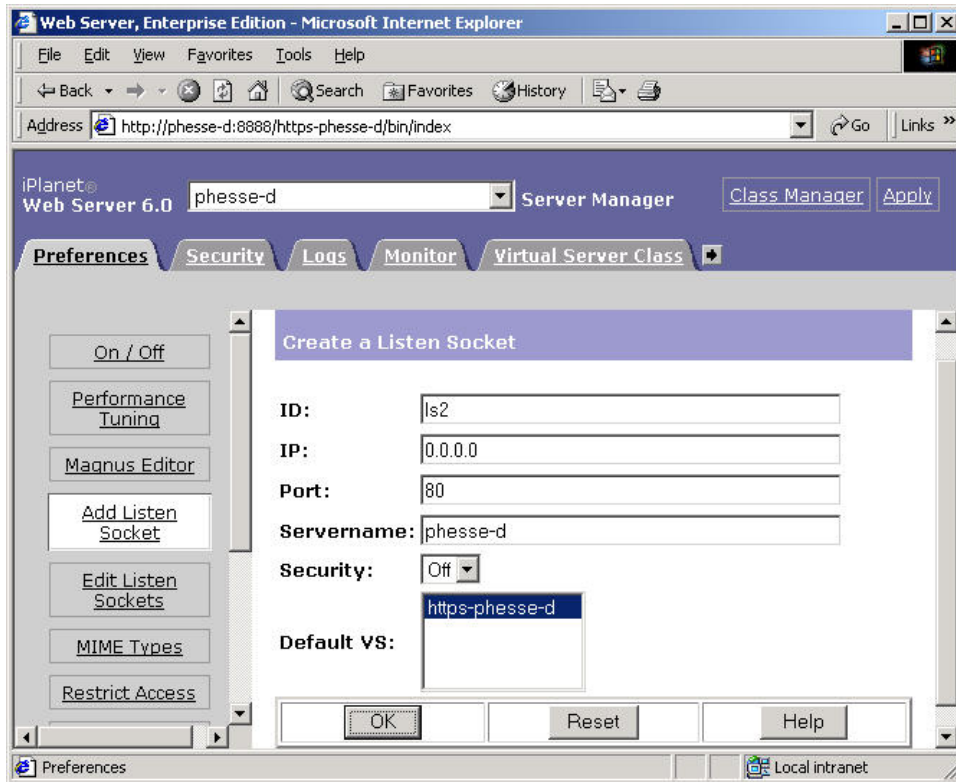 Web Server, Enterprise Edition - Microsoft Internet Explorer
File Edit View Favorites Tools Help
Back Search Favorites History
Address http://phesse-d:8888/https-phesse-d/bin/index Go Links »
iPlanet®
Web Server 6.0 phesse-d Server Manager Class Manager Apply
Preferences Security Logs Monitor Virtual Server Class
On / Off
Performance
Tuning
Magnus Editor
Add Listen
Socket
Edit Listen
Sockets
MIME Types
Restrict Access
Create a Listen Socket
ID: ls2
IP: 0.0.0.0
Port: 80
Servername: phesse-d
Security: Off
Default VS: https-phesse-d
OK Reset Help
Preferences Local intranet